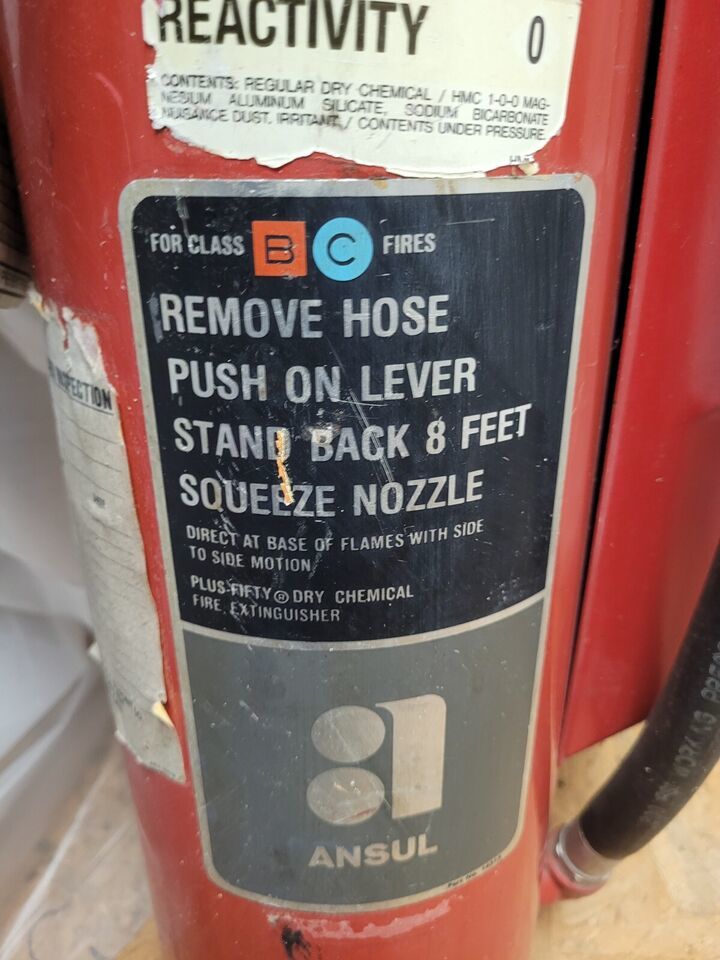 REACTIVITY 0
CONTENTS: REGULAR DRY CHEMICAL / HMC 1-0-0 MAG-
NESIUM ALUMINUM SILICATE, SODIUM BICARBONATE
NUISANCE DUST, IRRITANT / CONTENTS UNDER PRESSURE.
FOR CLASS B C FIRES
REMOVE HOSE
PUSH ON LEVER
STAND BACK 8 FEET
SQUEEZE NOZZLE
DIRECT AT BASE OF FLAMES WITH SIDE
TO SIDE MOTION
PLUS-FIFTY ® DRY CHEMICAL
FIRE EXTINGUISHER
ANSUL
Part No.
INSPECTION